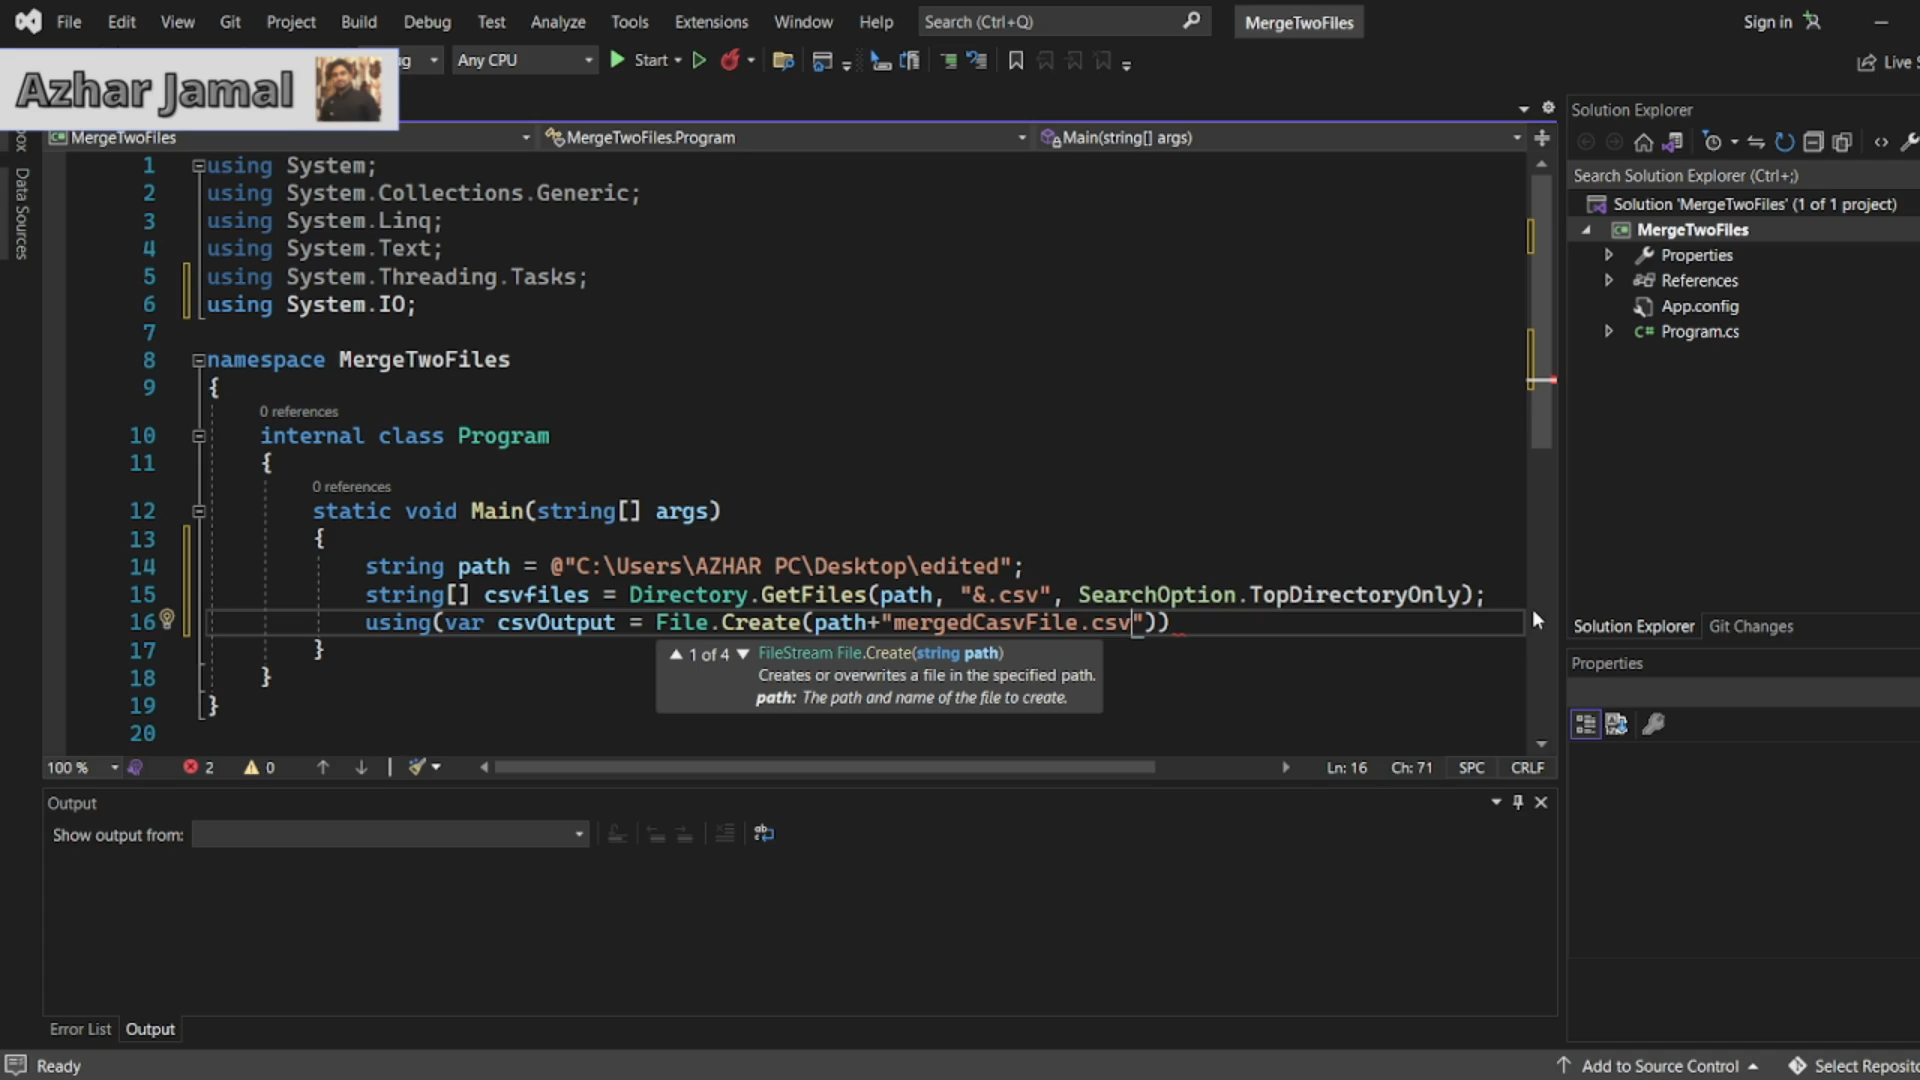 File Edit View Git Project Build Debug Test Analyze Tools Extensions Window Help Search (Ctrl+Q) MergeTwoFIles Sign in
Any CPU Start Live
Azhar Jamal
Solution Explorer
MergeTwoFiles MergeTwoFiles.Program Main(string[] args)
Search Solution Explorer (Ctrl+;)
Solution 'MergeTwoFiles' (1 of 1 project)
MergeTwoFIles
Properties
References
App.config
C# Program.cs
Data Sources
1 using System;
2 using System.Collections.Generic;
3 using System.Linq;
4 using System.Text;
5 using System.Threading.Tasks;
6 using System.IO;
7
8 namespace MergeTwoFiles
9 {
0 references
10 internal class Program
11 {
0 references
12 static void Main(string[] args)
13 {
14 string path = @"C:\Users\AZHAR PC\Desktop\edited";
15 string[] csvfiles = Directory.GetFiles(path, "&.csv", SearchOption.TopDirectoryOnly);
16 using(var csvOutput = File.Create(path+"mergedCasvFile.csv"))
17 }
18 }
19 }
20
1 of 4 FileStream File.Create(string path)
Creates or overwrites a file in the specified path.
path: The path and name of the file to create.
Solution Explorer Git Changes
Properties
100 % 2 0 Ln: 16 Ch: 71 SPC CRLF
Output
Show output from:
Error List Output
Ready Add to Source Control